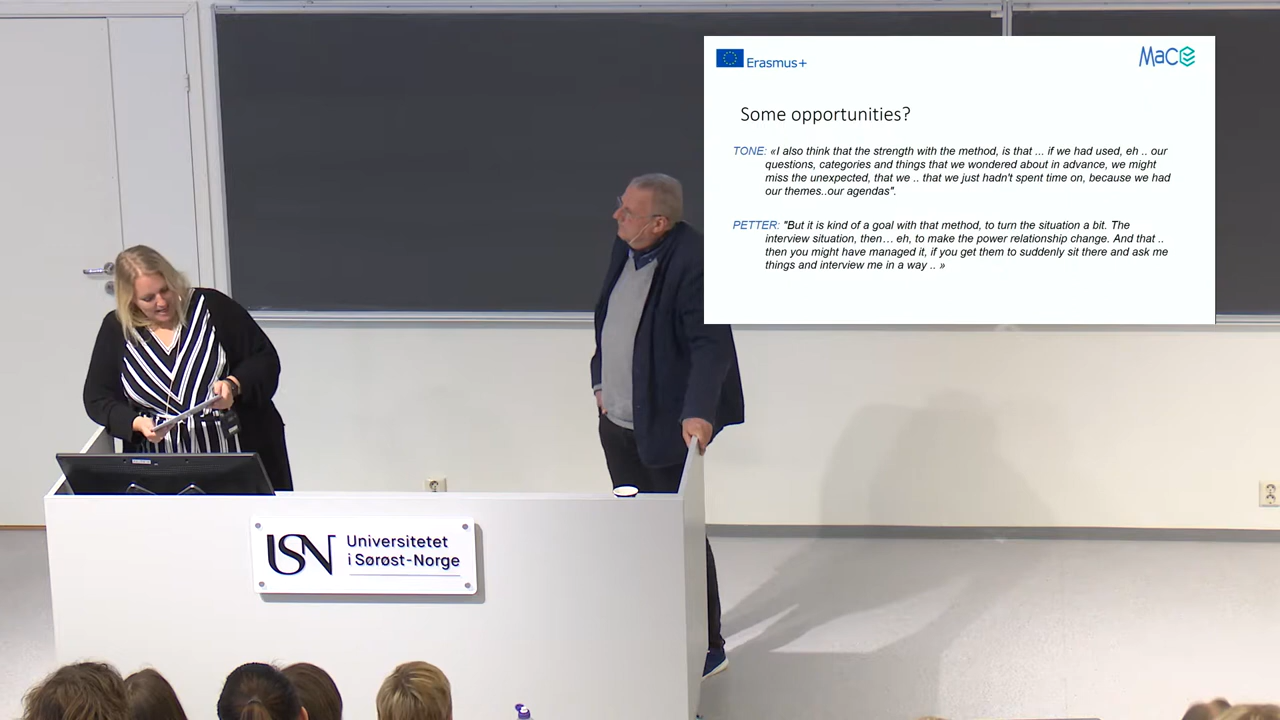 Erasmus+
MaCE
Some opportunities?
TONE: «I also think that the strength with the method, is that ... if we had used, eh .. our
questions, categories and things that we wondered about in advance, we might
miss the unexpected, that we .. that we just hadn't spent time on, because we had
our themes..our agendas".
PETTER: "But it is kind of a goal with that method, to turn the situation a bit. The
interview situation, then… eh, to make the power relationship change. And that ..
then you might have managed it, if you get them to suddenly sit there and ask me
things and interview me in a way .. »
USN
Universitetet
i Sørøst-Norge